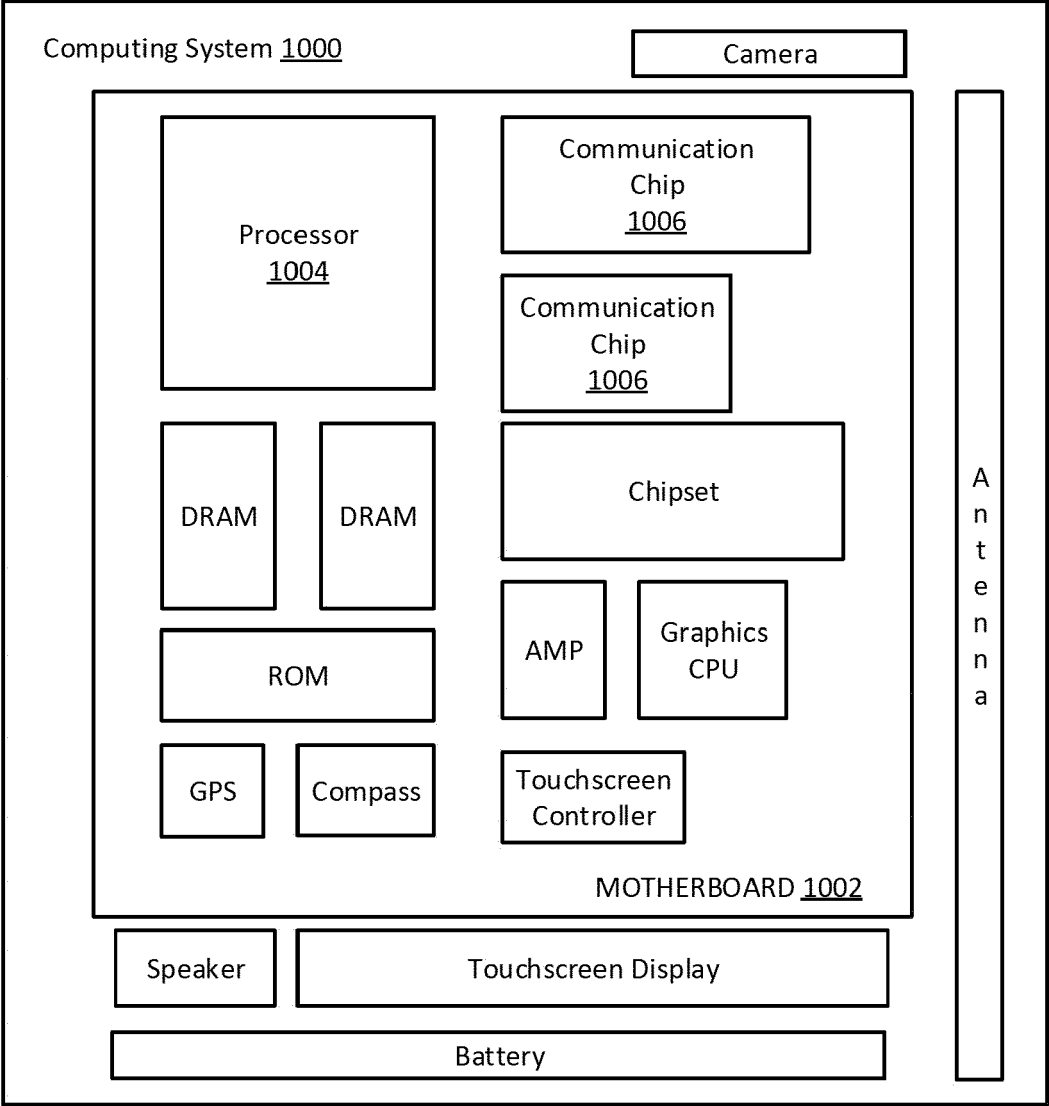 Computing System 1000
Camera
Processor
1004
Communication
Chip
1006
Communication
Chip
1006
DRAM
DRAM
Chipset
ROM
AMP
Graphics
CPU
GPS
Compass
Touchscreen
Controller
MOTHERBOARD 1002
Antenna
Speaker
Touchscreen Display
Battery